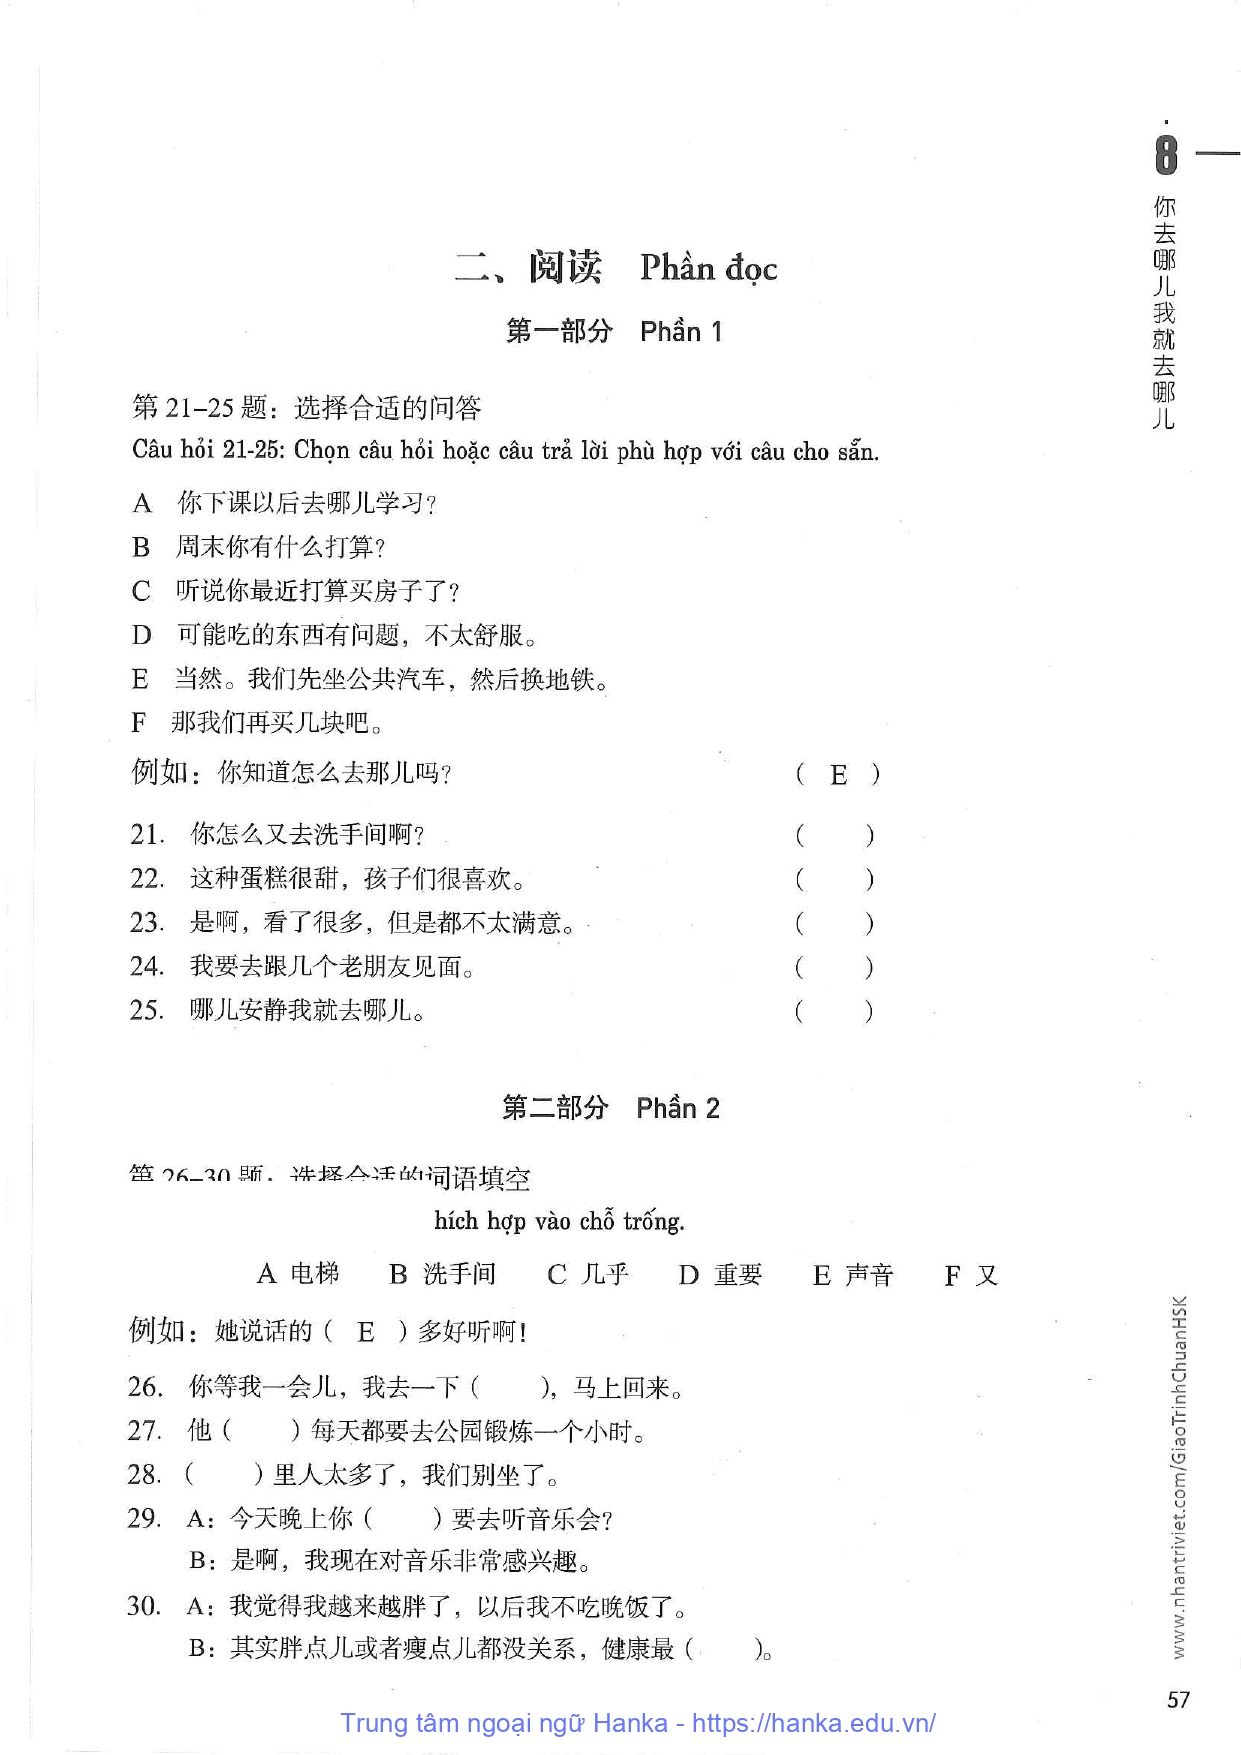 8
你去哪儿我就去哪儿
二、阅读 Phần đọc
第一部分 Phần 1
第 21–25 题：选择合适的问答
Câu hỏi 21-25: Chọn câu hỏi hoặc câu trả lời phù hợp với câu cho sẵn.
A 你下课以后去哪儿学习？
B 周末你有什么打算？
C 听说你最近打算买房子了？
D 可能吃的东西有问题，不太舒服。
E 当然。我们先坐公共汽车，然后换地铁。
F 那我们再买几块吧。
例如：你知道怎么去那儿吗？ （ E ）
21. 你怎么又去洗手间啊？ （ ）
22. 这种蛋糕很甜，孩子们很喜欢。 （ ）
23. 是啊，看了很多，但是都不太满意。 （ ）
24. 我要去跟几个老朋友见面。 （ ）
25. 哪儿安静我就去哪儿。 （ ）
第二部分 Phần 2
第 26–30 题：选择合适的词语填空
hích hợp vào chỗ trống.
A 电梯 B 洗手间 C 几乎 D 重要 E 声音 F 又
例如：她说话的（ E ）多好听啊！
26. 你等我一会儿，我去一下（ ），马上回来。
27. 他（ ）每天都要去公园锻炼一个小时。
28. （ ）里人太多了，我们别坐了。
29. A：今天晚上你（ ）要去听音乐会？
B：是啊，我现在对音乐非常感兴趣。
30. A：我觉得我越来越胖了，以后我不吃晚饭了。
B：其实胖点儿或者瘦点儿都没关系，健康最（ ）。
www.nhantriviet.com/GiaoTrinhChuanHSK
57
Trung tâm ngoại ngữ Hanka - https://hanka.edu.vn/